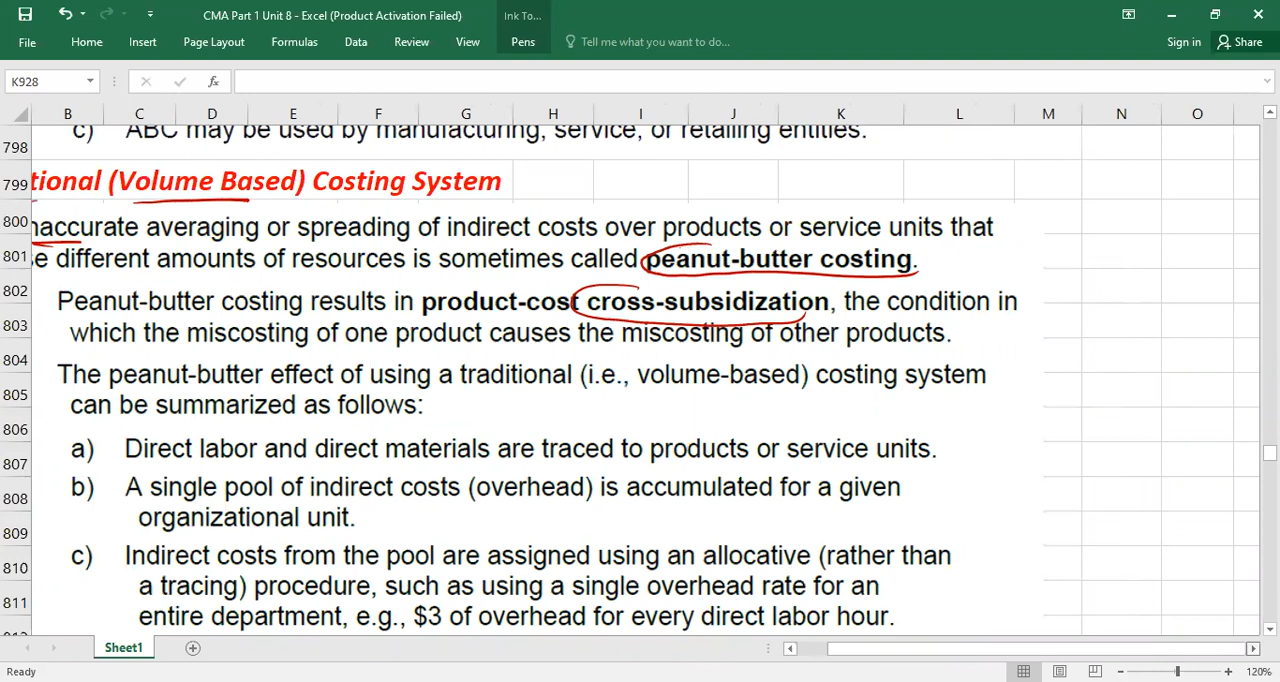 CMA Part 1 Unit 8 - Excel (Product Activation Failed)
Ink To...
File Home Insert Page Layout Formulas Data Review View Pens Tell me what you want to do... Sign in Share
K928
fx
B C D E F G H I J K L M N O
798 c) ABC may be used by manufacturing, service, or retailing entities.
799 tional (Volume Based) Costing System
800 naccurate averaging or spreading of indirect costs over products or service units that
801 e different amounts of resources is sometimes called peanut-butter costing.
802 Peanut-butter costing results in product-cost cross-subsidization, the condition in
803 which the miscosting of one product causes the miscosting of other products.
804 The peanut-butter effect of using a traditional (i.e., volume-based) costing system
805 can be summarized as follows:
806
807 a) Direct labor and direct materials are traced to products or service units.
808 b) A single pool of indirect costs (overhead) is accumulated for a given
809 organizational unit.
810 c) Indirect costs from the pool are assigned using an allocative (rather than
811 a tracing) procedure, such as using a single overhead rate for an
entire department, e.g., $3 of overhead for every direct labor hour.
Sheet1
Ready
120%